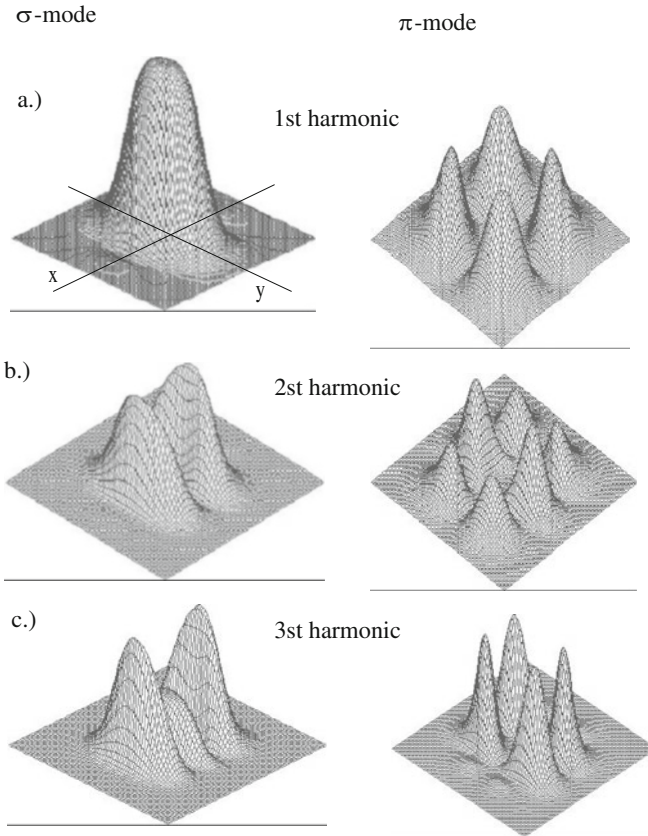 σ-mode
π-mode
a.)
1st harmonic
x
y
b.)
2st harmonic
c.)
3st harmonic